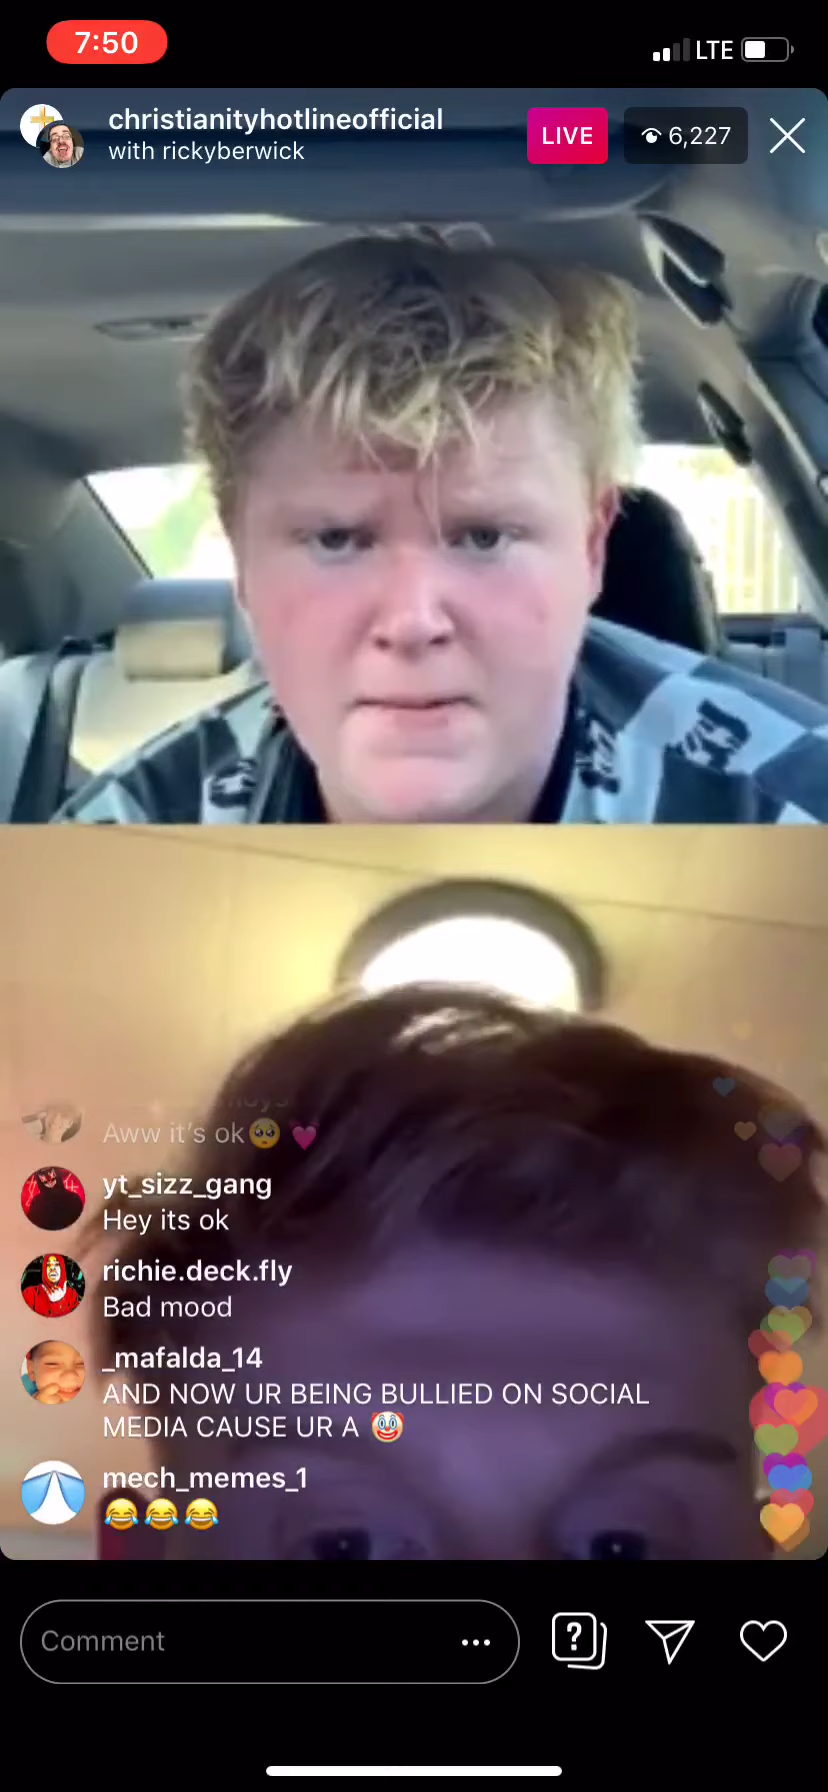 7:50
LTE
christianityhotlineofficial
with rickyberwick
LIVE
6,227
Aww it's ok🥺 💗
yt_sizz_gang
Hey its ok
richie.deck.fly
Bad mood
_mafalda_14
AND NOW UR BEING BULLIED ON SOCIAL
MEDIA CAUSE UR A 🤡
mech_memes_1
😂😂😂
Comment